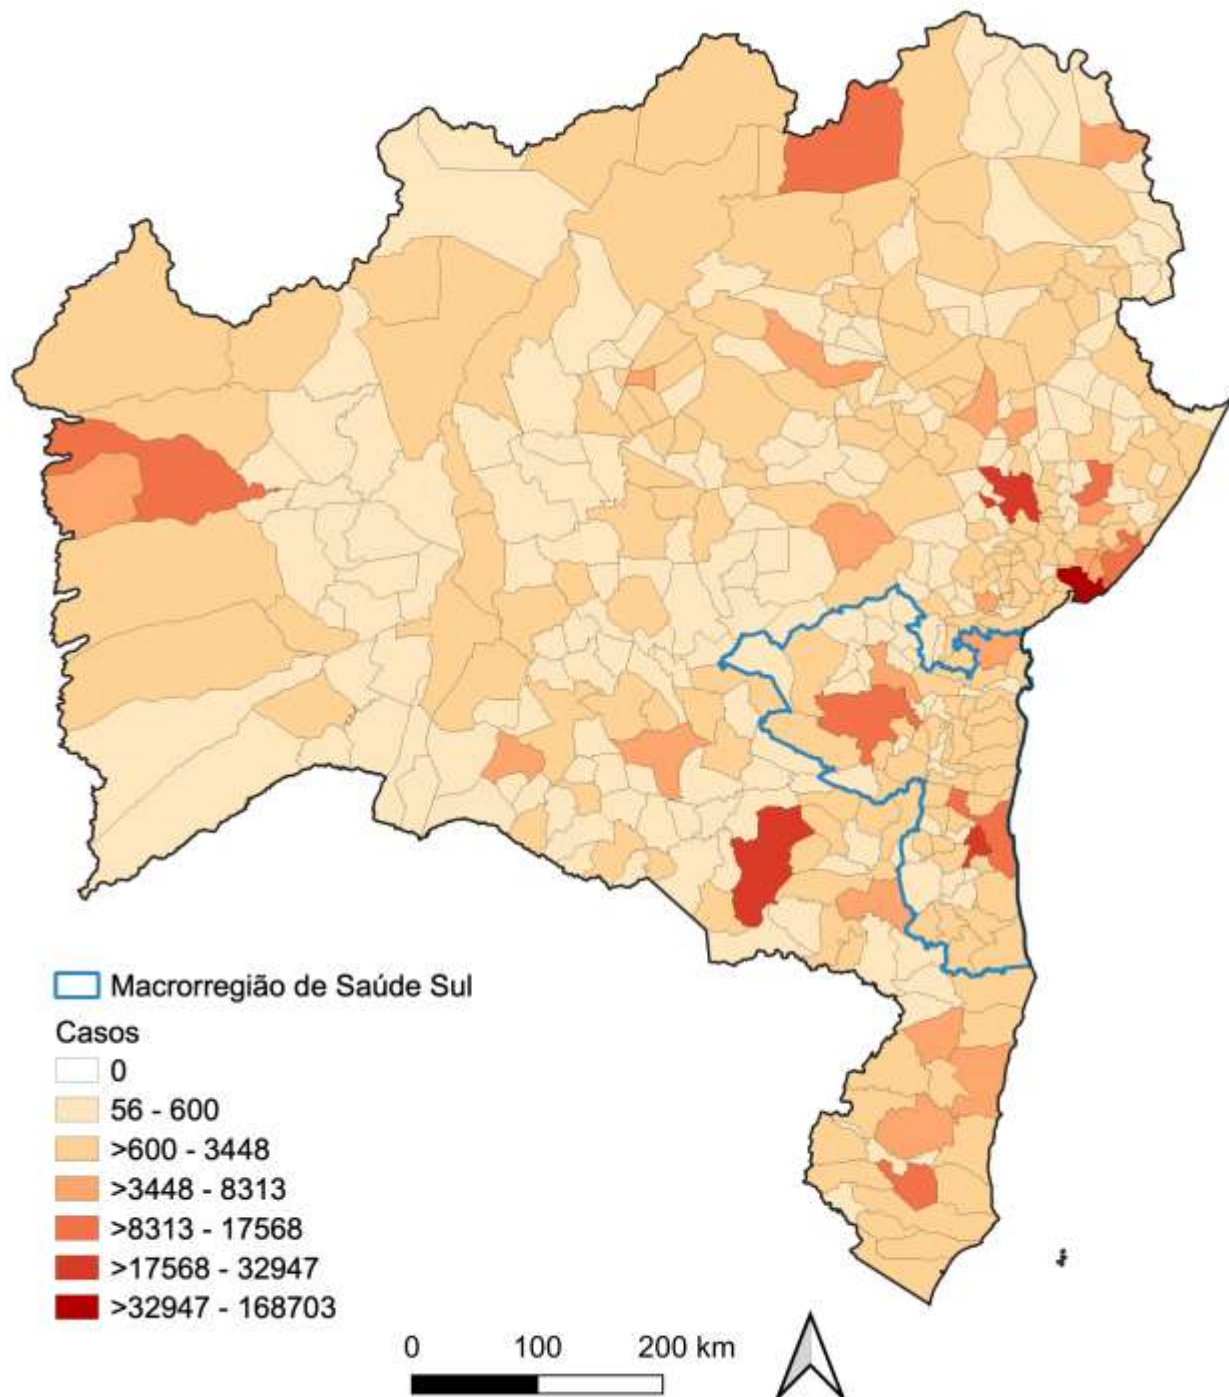 Macrorregião de Saúde Sul
Casos
0
56 - 600
>600 - 3448
>3448 - 8313
>8313 - 17568
>17568 - 32947
>32947 - 168703
0 100 200 km